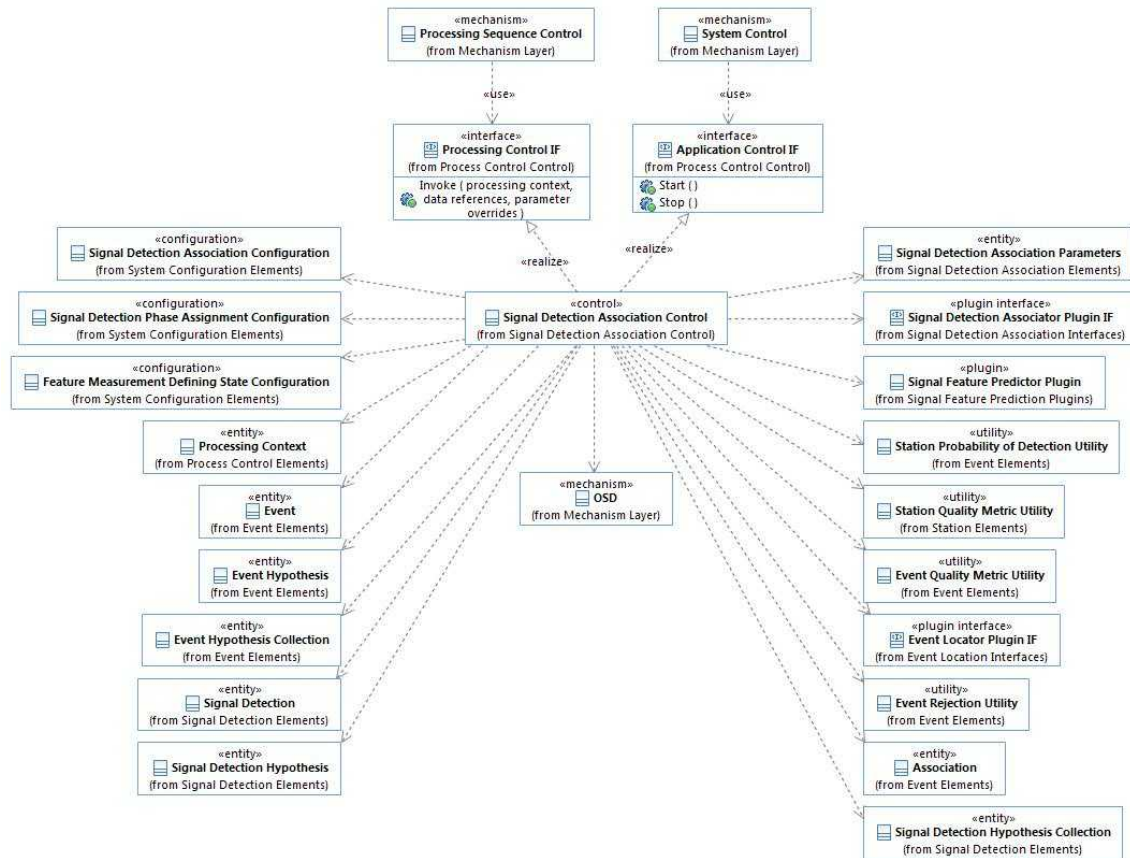 «mechanism»
Processing Sequence Control
(from Mechanism Layer)
«mechanism»
System Control
(from Mechanism Layer)
«use»
«use»
«interface»
Processing Control IF
(from Process Control Control)
Invoke ( processing context,
data references, parameter
overrides )
«interface»
Application Control IF
(from Process Control Control)
Start ( )
Stop ( )
«realize»
«realize»
«configuration»
Signal Detection Association Configuration
(from System Configuration Elements)
«configuration»
Signal Detection Phase Assignment Configuration
(from System Configuration Elements)
«configuration»
Feature Measurement Defining State Configuration
(from System Configuration Elements)
«entity»
Processing Context
(from Process Control Elements)
«entity»
Event
(from Event Elements)
«entity»
Event Hypothesis
(from Event Elements)
«entity»
Event Hypothesis Collection
(from Event Elements)
«entity»
Signal Detection
(from Signal Detection Elements)
«entity»
Signal Detection Hypothesis
(from Signal Detection Elements)
«control»
Signal Detection Association Control
(from Signal Detection Association Control)
«mechanism»
OSD
(from Mechanism Layer)
«entity»
Signal Detection Association Parameters
(from Signal Detection Association Elements)
«plugin interface»
Signal Detection Associator Plugin IF
(from Signal Detection Association Interfaces)
«plugin»
Signal Feature Predictor Plugin
(from Signal Feature Prediction Plugins)
«utility»
Station Probability of Detection Utility
(from Event Elements)
«utility»
Station Quality Metric Utility
(from Station Elements)
«utility»
Event Quality Metric Utility
(from Event Elements)
«plugin interface»
Event Locator Plugin IF
(from Event Location Interfaces)
«utility»
Event Rejection Utility
(from Event Elements)
«entity»
Association
(from Event Elements)
«entity»
Signal Detection Hypothesis Collection
(from Signal Detection Elements)